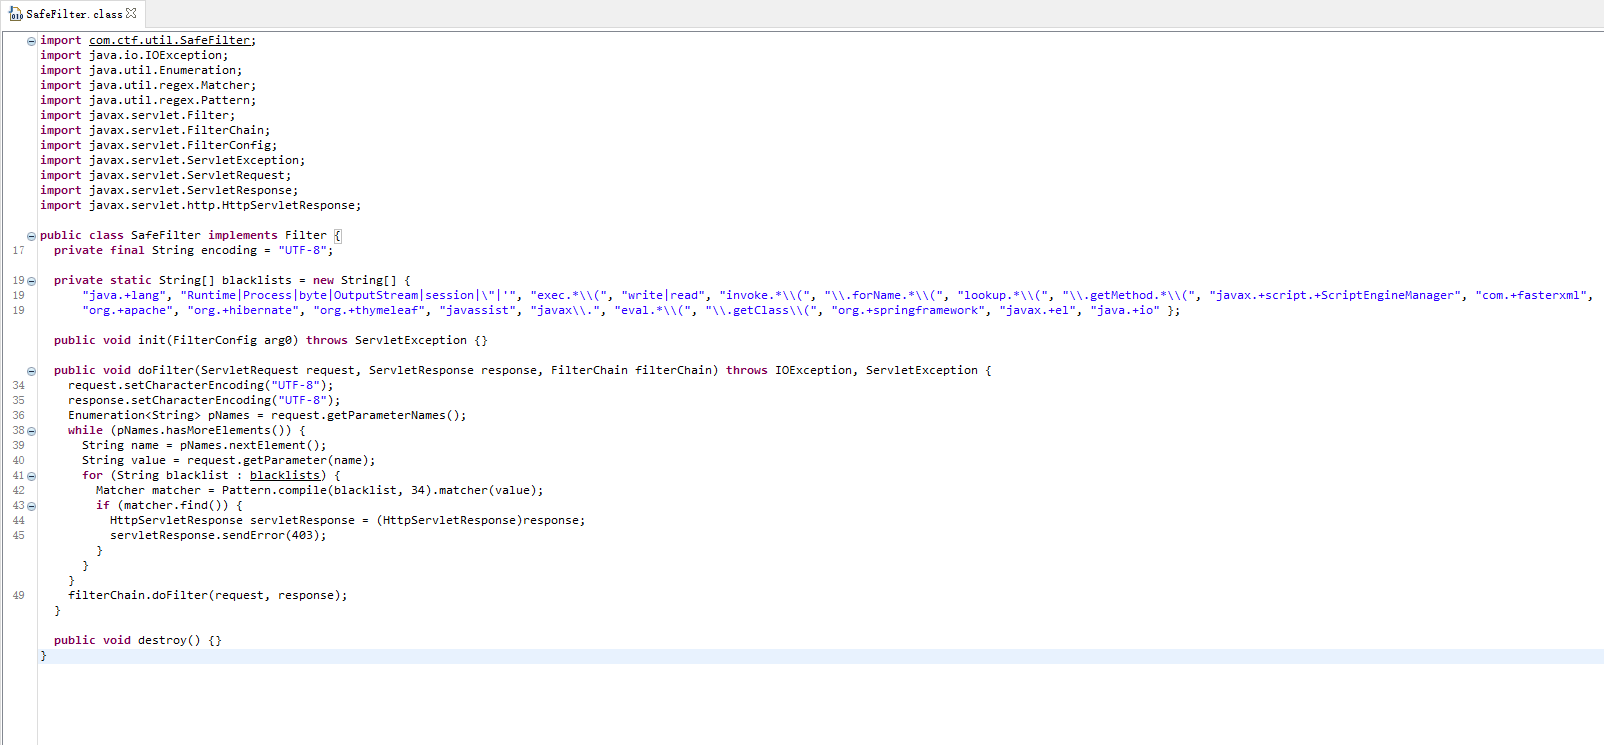 SafeFilter.class
import com.ctf.util.SafeFilter;
import java.io.IOException;
import java.util.Enumeration;
import java.util.regex.Matcher;
import java.util.regex.Pattern;
import javax.servlet.Filter;
import javax.servlet.FilterChain;
import javax.servlet.FilterConfig;
import javax.servlet.ServletException;
import javax.servlet.ServletRequest;
import javax.servlet.ServletResponse;
import javax.servlet.http.HttpServletResponse;
public class SafeFilter implements Filter {
17 private final String encoding = "UTF-8";
19 private static String[] blacklists = new String[] {
19 "java.+lang", "Runtime|Process|byte|OutputStream|session|\"|'", "exec.*\\(", "write|read", "invoke.*\\(", "\\.forName.*\\(", "lookup.*\\(", "\\.getMethod.*\\(", "javax.+script.+ScriptEngineManager", "com.+fasterxml",
19 "org.+apache", "org.+hibernate", "org.+thymeleaf", "javassist", "javax\\.", "eval.*\\(", "\\.getClass\\(", "org.+springframework", "javax.+el", "java.+io" };
public void init(FilterConfig arg0) throws ServletException {}
public void doFilter(ServletRequest request, ServletResponse response, FilterChain filterChain) throws IOException, ServletException {
34 request.setCharacterEncoding("UTF-8");
35 response.setCharacterEncoding("UTF-8");
36 Enumeration<String> pNames = request.getParameterNames();
38 while (pNames.hasMoreElements()) {
39 String name = pNames.nextElement();
40 String value = request.getParameter(name);
41 for (String blacklist : blacklists) {
42 Matcher matcher = Pattern.compile(blacklist, 34).matcher(value);
43 if (matcher.find()) {
44 HttpServletResponse servletResponse = (HttpServletResponse)response;
45 servletResponse.sendError(403);
}
}
}
49 filterChain.doFilter(request, response);
}
public void destroy() {}
}